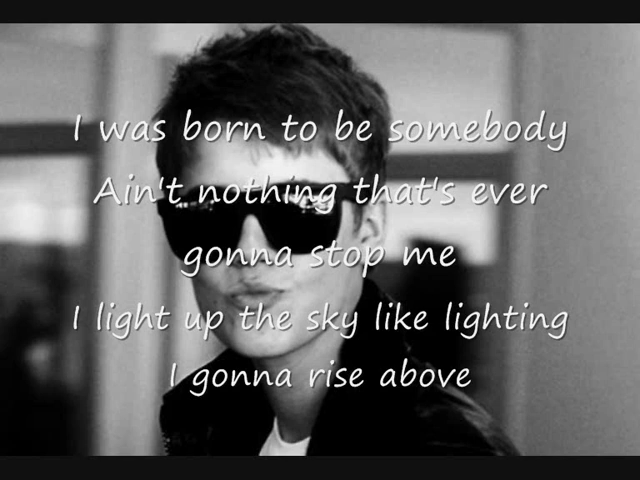 I was born to be somebody
Ain't nothing that's ever
gonna stop me
I light up the sky like lighting
I gonna rise above